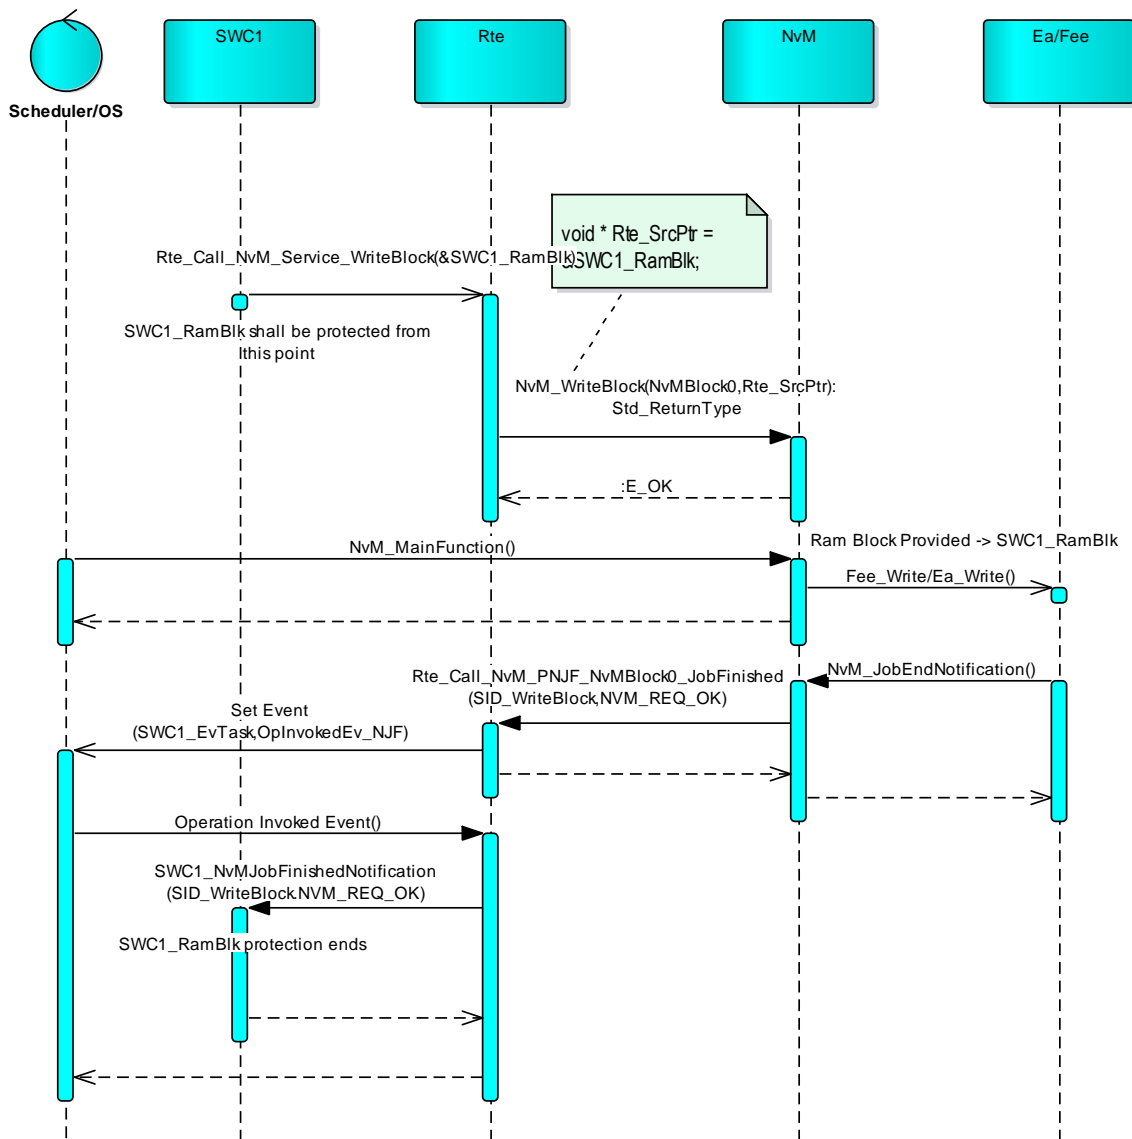 SWC1
Rte
NvM
Ea/Fee
Scheduler/OS
void * Rte_SrcPtr =
&SWC1_RamBlk;
Rte_Call_NvM_Service_WriteBlock(&SWC1_RamBlk)
SWC1_RamBlk shall be protected from
this point
NvM_WriteBlock(NvMBlock0,Rte_SrcPtr):
Std_ReturnType
:E_OK
Ram Block Provided -> SWC1_RamBlk
NvM_MainFunction()
Fee_Write/Ea_Write()
NvM_JobEndNotification()
Rte_Call_NvM_PNJF_NvMBlock0_JobFinished
(SID_WriteBlock,NVM_REQ_OK)
Set Event
(SWC1_EvTask,OpInvokedEv_NJF)
Operation Invoked Event()
SWC1_NvMJobFinishedNotification
(SID_WriteBlock.NVM_REQ_OK)
SWC1_RamBlk protection ends